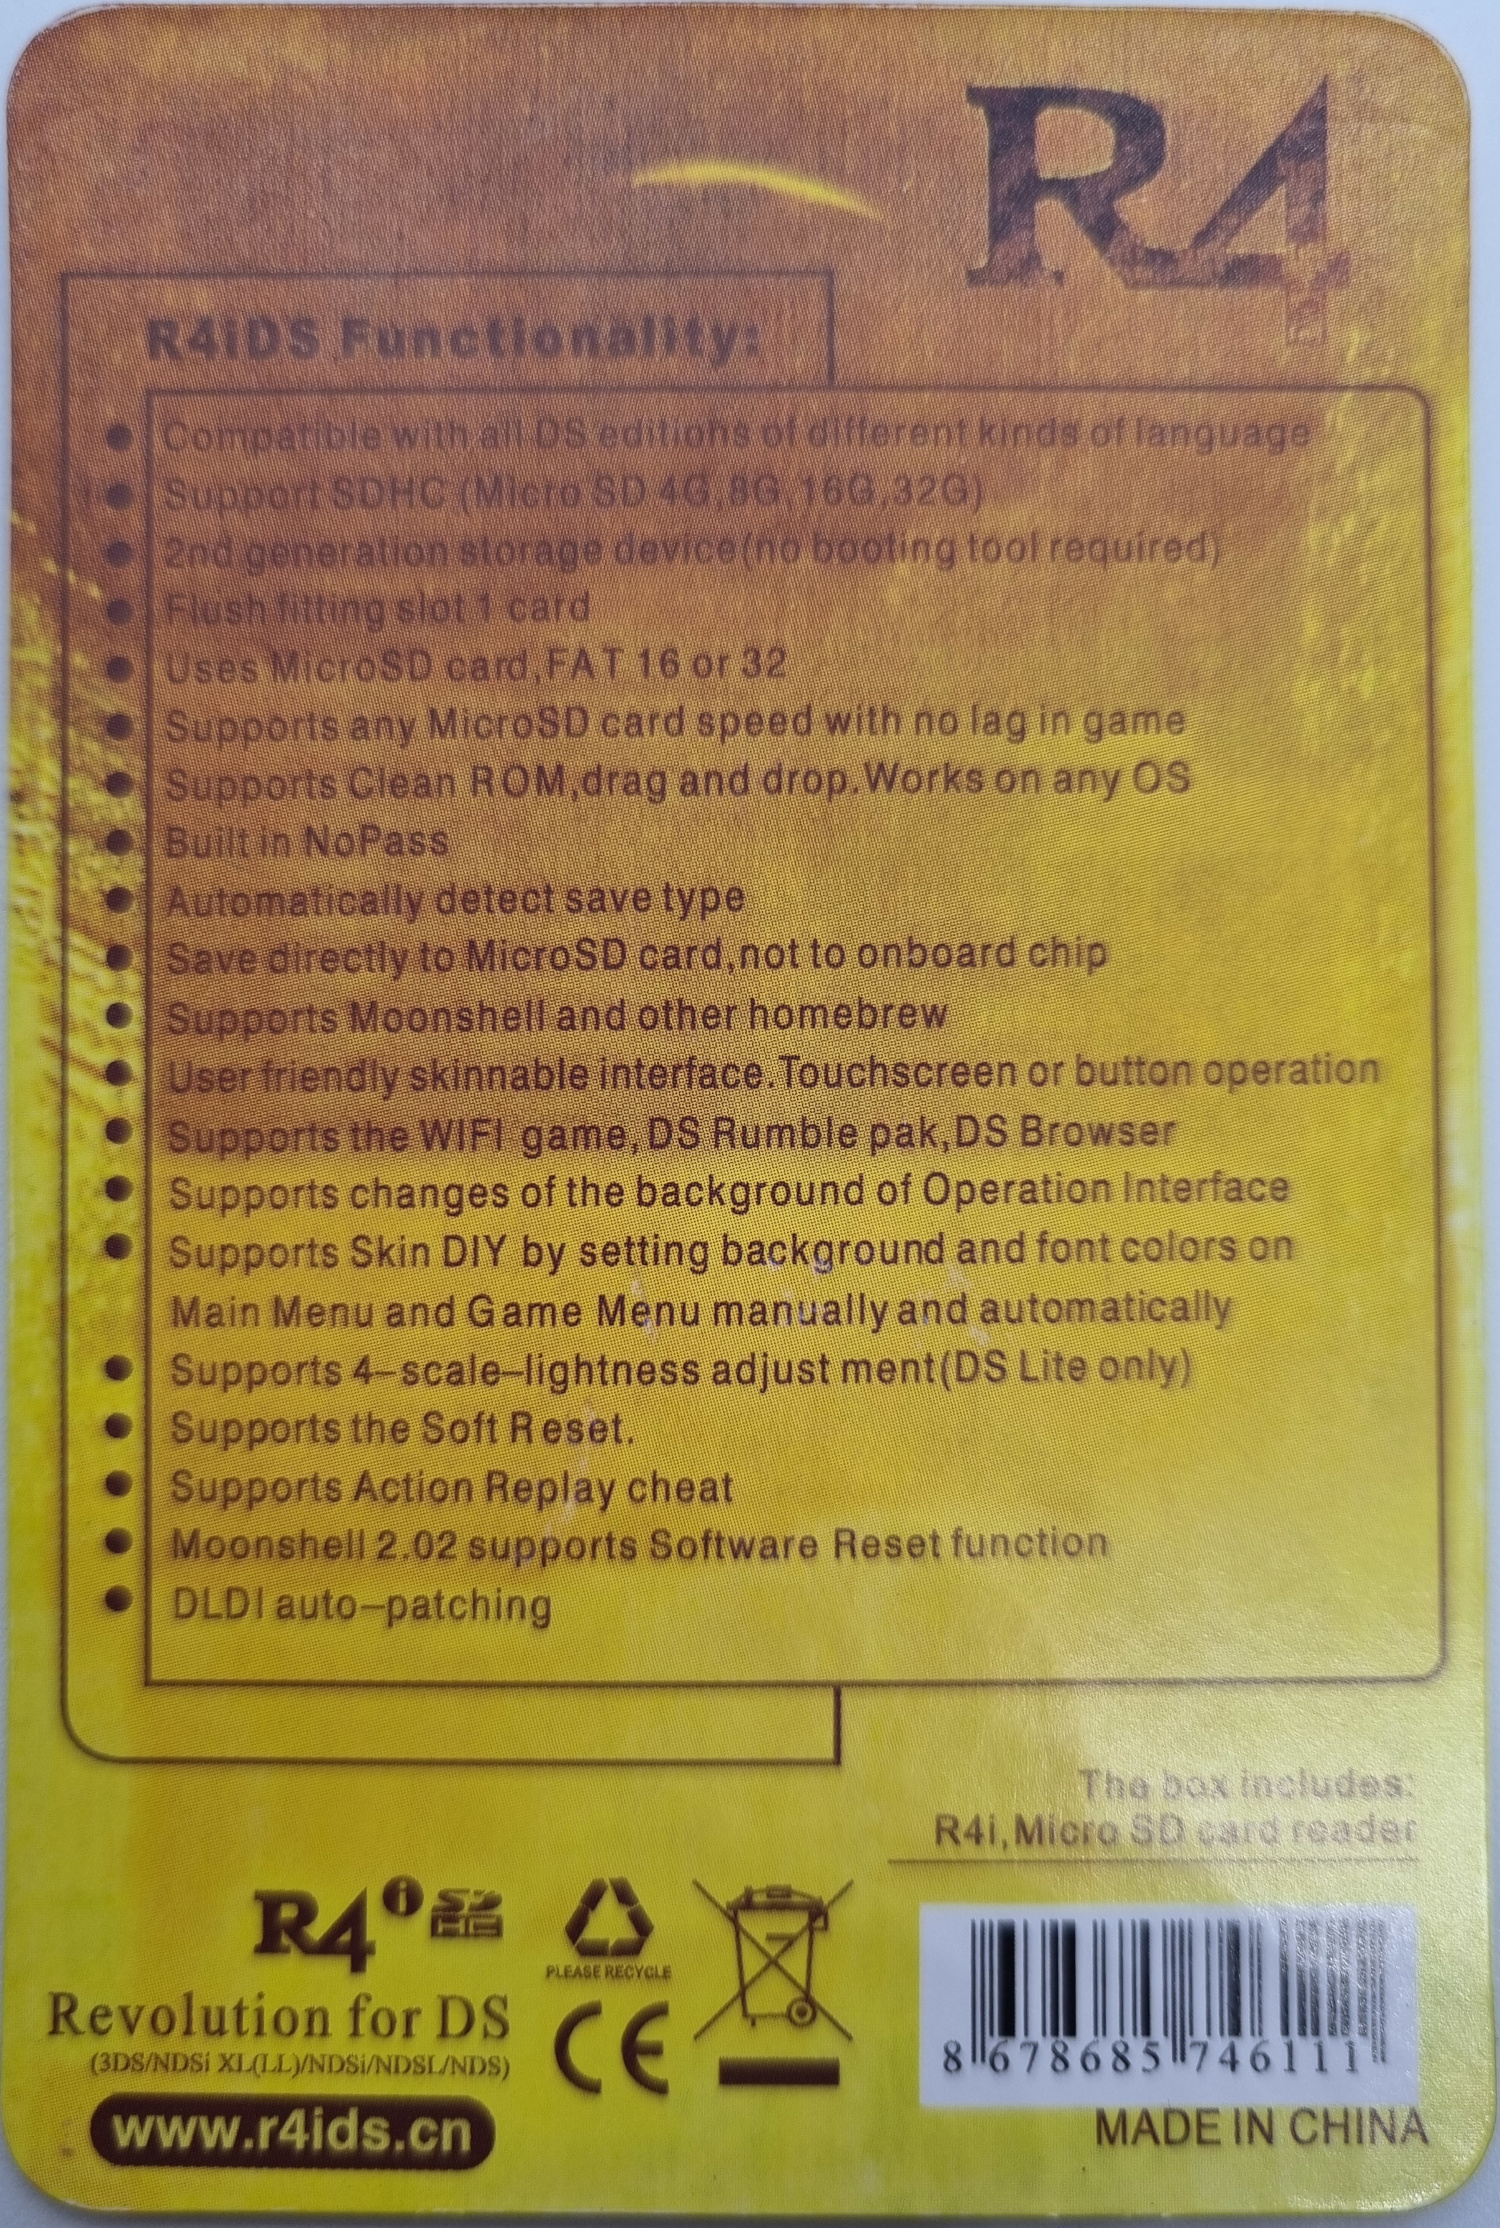 R4
R4iDS Functionality:
● Compatible with all DS editiohs of different kinds of language
● Support SDHC (Micro SD 4G,8G,16G,32G)
● 2nd generation storage device(no booting tool required)
● Flush fitting slot 1 card
● Uses MicroSD card,FAT 16 or 32
● Supports any MicroSD card speed with no lag in game
● Supports Clean ROM,drag and drop.Works on any OS
● Built in NoPass
● Automatically detect save type
● Save directly to MicroSD card,not to onboard chip
● Supports Moonshell and other homebrew
● User friendly skinnable interface.Touchscreen or button operation
● Supports the WIFI game,DS Rumble pak,DS Browser
● Supports changes of the background of Operation Interface
● Supports Skin DIY by setting background and font colors on
Main Menu and Game Menu manually and automatically
● Supports 4-scale-lightness adjust ment(DS Lite only)
● Supports the Soft Reset.
● Supports Action Replay cheat
● Moonshell 2.02 supports Software Reset function
● DLDI auto-patching
The box includes:
R4i,Micro SD card reader
R4i SD HC
Revolution for DS
(3DS/NDSi XL(LL)/NDSi/NDSL/NDS)
www.r4ids.cn
PLEASE RECYCLE
CE
8 678685 746111
MADE IN CHINA